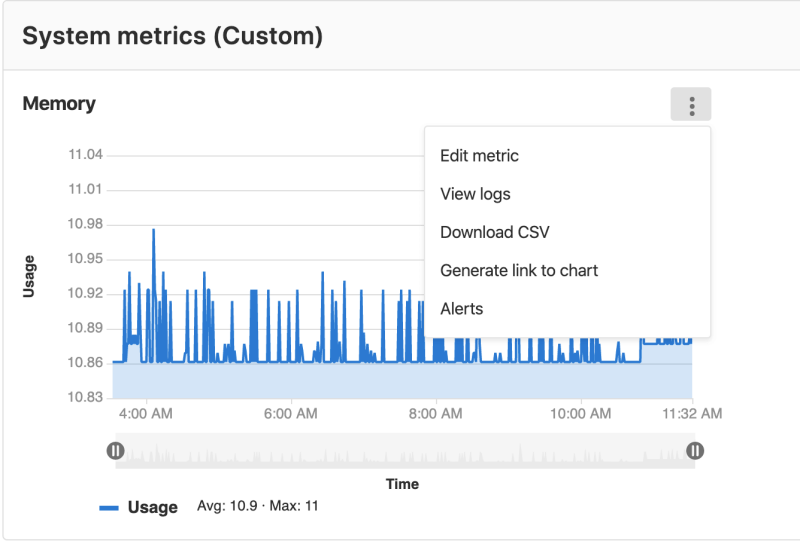 System metrics (Custom)
Memory
Edit metric
View logs
Download CSV
Generate link to chart
Alerts
Usage
11.04
11.01
10.98
10.95
10.92
10.89
10.86
10.83
4:00 AM 6:00 AM 8:00 AM 10:00 AM 11:32 AM
Time
Usage Avg: 10.9 · Max: 11